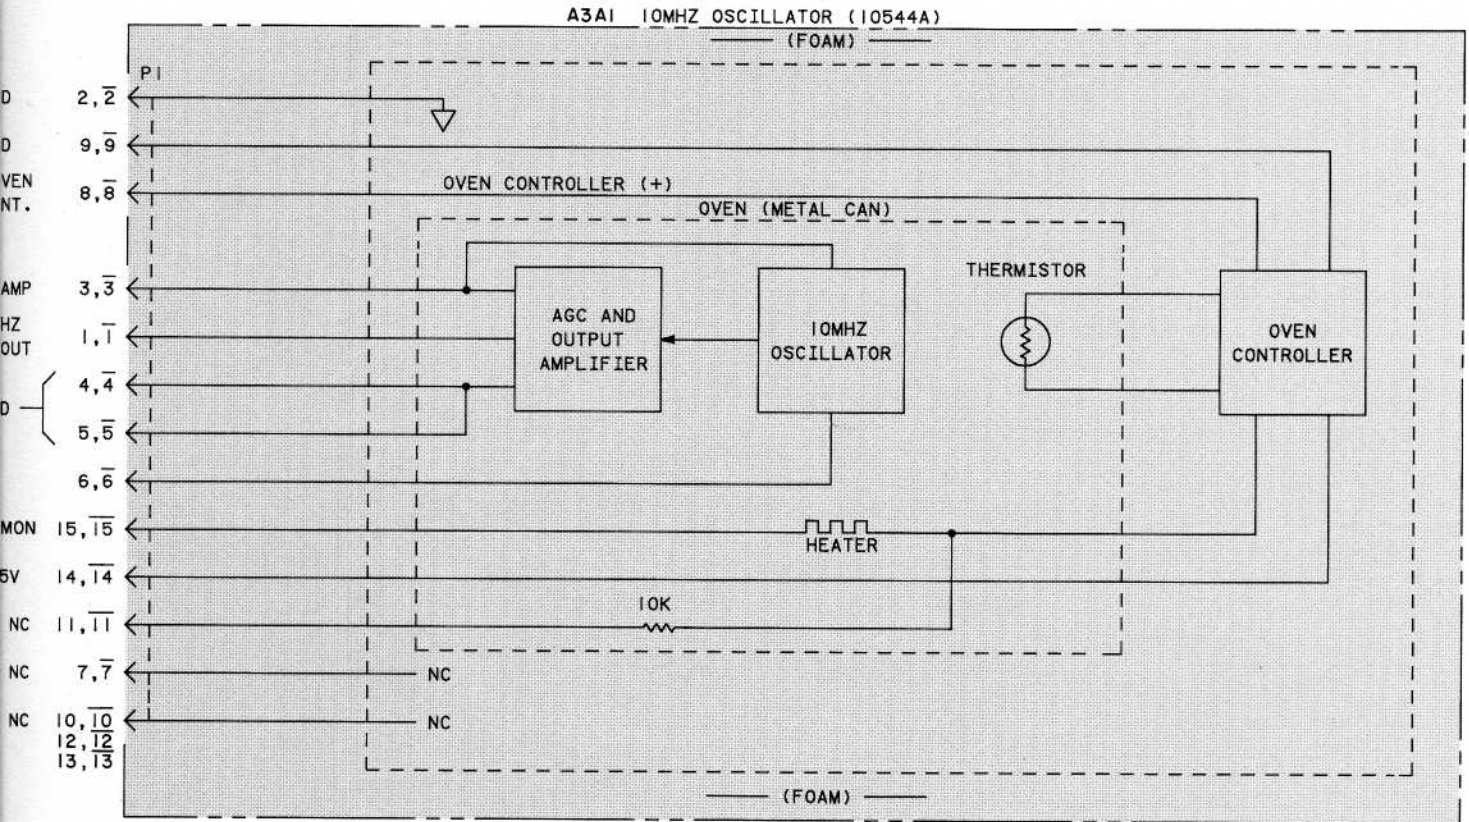 A3A1 10MHZ OSCILLATOR (10544A)
(FOAM)
P1
D 2,2̅
D 9,9̅
VEN
NT. 8,8̅
OVEN CONTROLLER (+)
OVEN (METAL CAN)
AMP 3,3̅
HZ
OUT 1,1̅
AGC AND
OUTPUT
AMPLIFIER
10MHZ
OSCILLATOR
THERMISTOR
OVEN
CONTROLLER
D 4,4̅
5,5̅
6,6̅
MON 15,1̅5̅
HEATER
5V 14,1̅4̅
10K
NC 11,1̅1̅
NC 7,7̅ NC
NC 10,1̅0̅ NC
12,1̅2̅
13,1̅3̅
(FOAM)